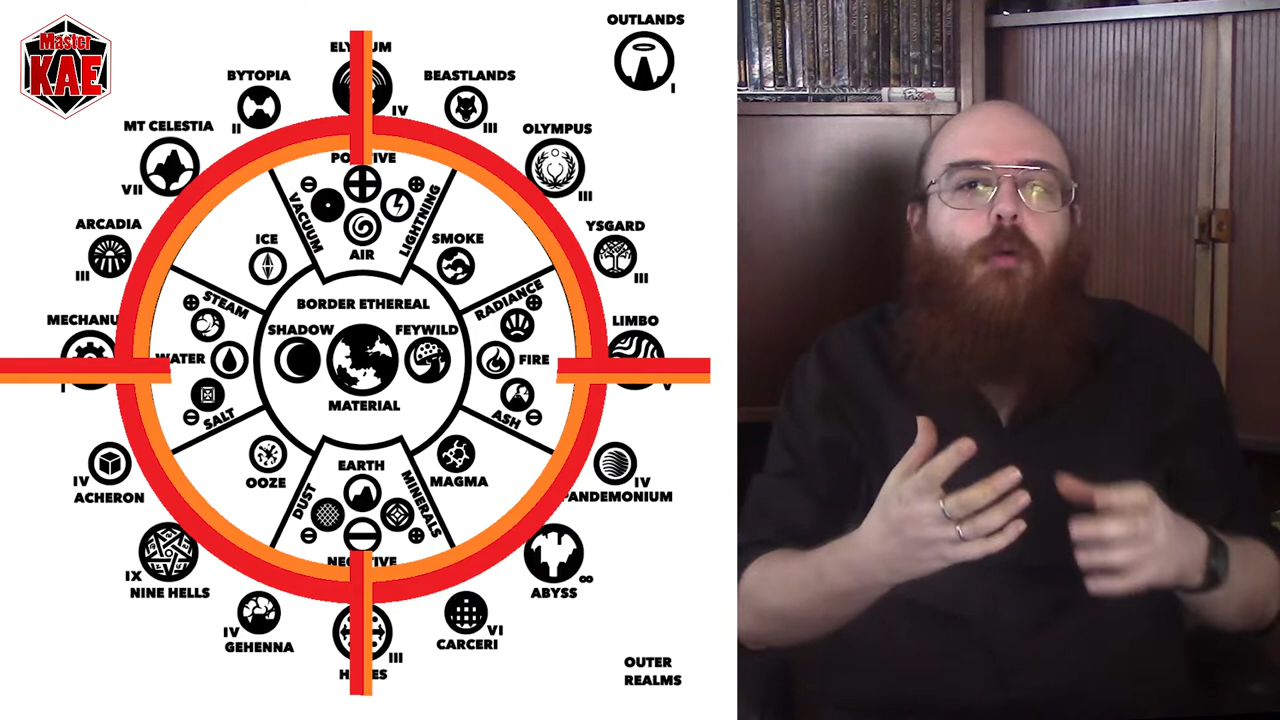 Master
KAE
OUTLANDS
I
BYTOPIA
II
IV
BEASTLANDS
III
MT CELESTIA
VII
OLYMPUS
III
ARCADIA
III
YSGARD
III
LIMBO
V
VACUUM
AIR
LIGHTNING
ICE
SMOKE
STEAM
WATER
SALT
BORDER ETHEREAL
SHADOW
FEYWILD
MATERIAL
RADIANCE
FIRE
ASH
OOZE
EARTH
DUST
MINERALS
MAGMA
IV
ACHERON
IV
PANDEMONIUM
IX
NINE HELLS
∞
ABYSS
IV
GEHENNA
III
VI
CARCERI
OUTER
REALMS